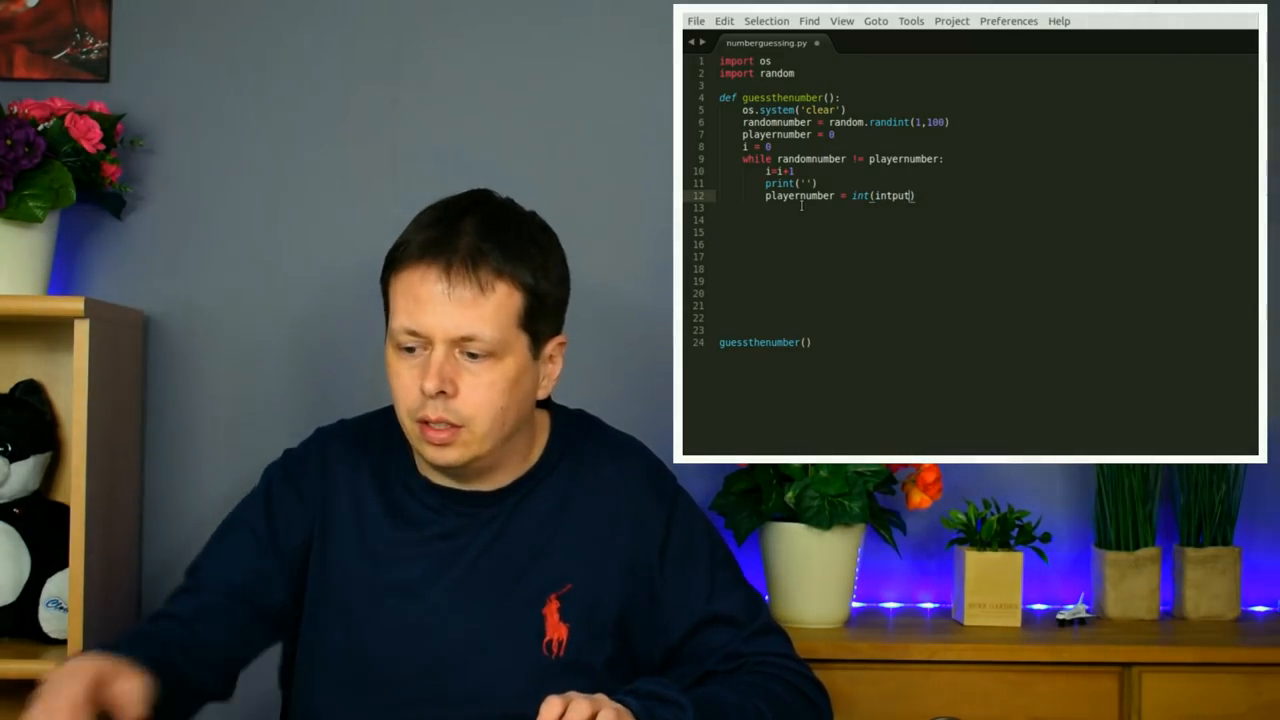 File Edit Selection Find View Goto Tools Project Preferences Help
numberguessing.py
1 import os
2 import random
3
4 def guessthenumber():
5 os.system('clear')
6 randomnumber = random.randint(1,100)
7 playernumber = 0
8 i = 0
9 while randomnumber != playernumber:
10 i=i+1
11 print('')
12 playernumber = int(intput)
13
14
15
16
17
18
19
20
21
22
23
24 guessthenumber()